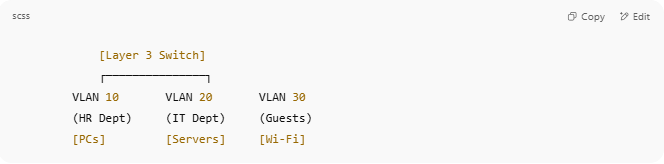 scss Copy Edit
[Layer 3 Switch]
VLAN 10 VLAN 20 VLAN 30
(HR Dept) (IT Dept) (Guests)
[PCs] [Servers] [Wi-Fi]